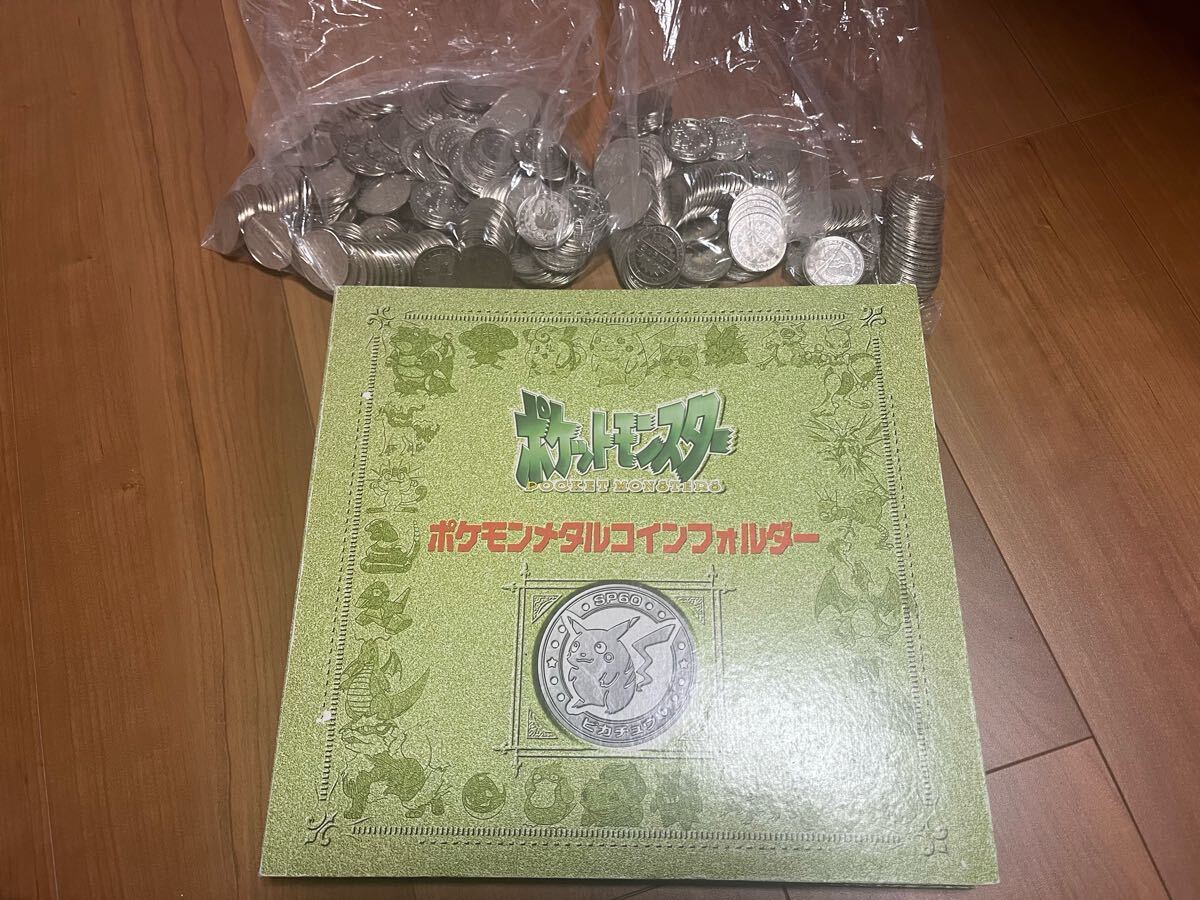 ポケットモンスター
POCKET MONSTERS
ポケモンメタルコインフォルダー
SP60
ピカチュウ